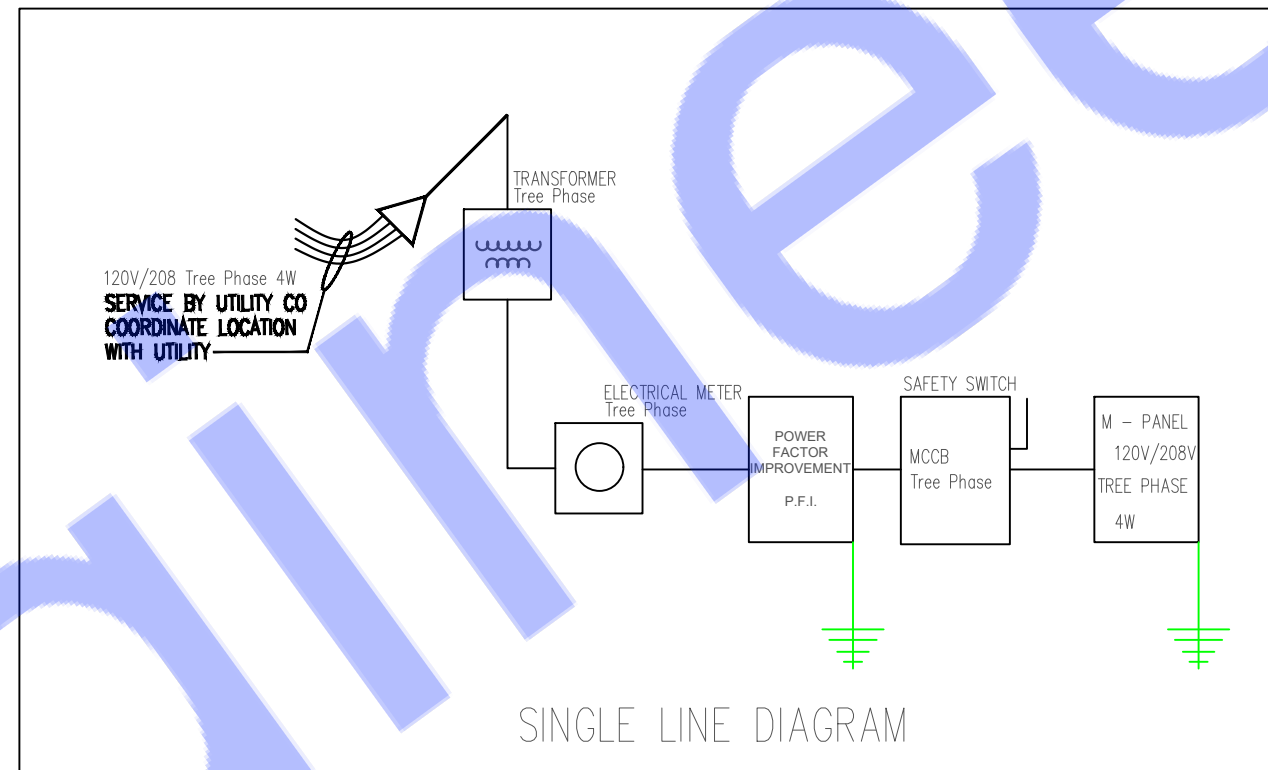 TRANSFORMER
Tree Phase
120V/208 Tree Phase 4W
SERVICE BY UTILITY CO
COORDINATE LOCATION
WITH UTILITY
ELECTRICAL METER
Tree Phase
POWER
FACTOR
IMPROVEMENT
P.F.I.
SAFETY SWITCH
MCCB
Tree Phase
M - PANEL
120V/208V
TREE PHASE
4W
SINGLE LINE DIAGRAM